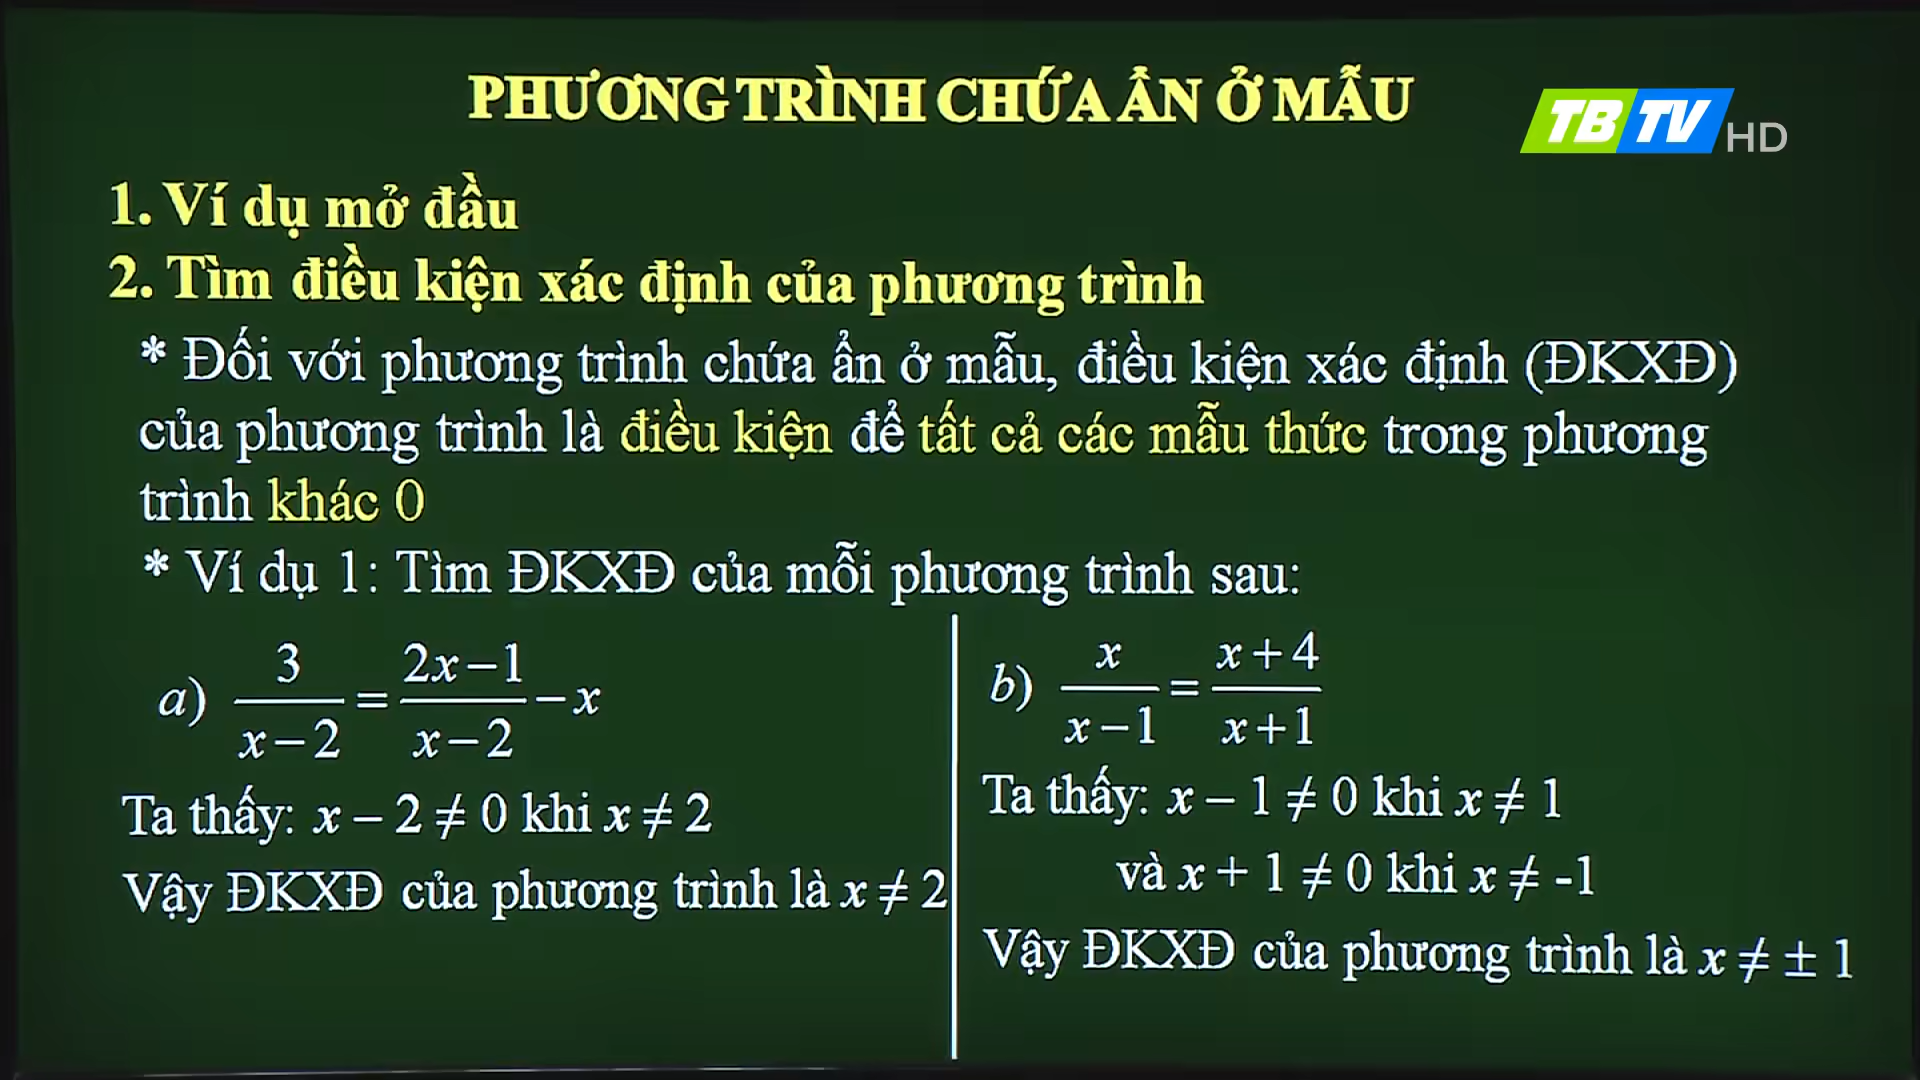 PHƯƠNG TRÌNH CHỨA ẨN Ở MẪU
TBTV HD
1. Ví dụ mở đầu
2. Tìm điều kiện xác định của phương trình
* Đối với phương trình chứa ẩn ở mẫu, điều kiện xác định (ĐKXĐ)
của phương trình là điều kiện để tất cả các mẫu thức trong phương
trình khác 0
* Ví dụ 1: Tìm ĐKXĐ của mỗi phương trình sau:
a) 3/(x−2) = (2x−1)/(x−2) − x
Ta thấy: x – 2 ≠ 0 khi x ≠ 2
Vậy ĐKXĐ của phương trình là x ≠ 2
b) x/(x−1) = (x+4)/(x+1)
Ta thấy: x – 1 ≠ 0 khi x ≠ 1
và x + 1 ≠ 0 khi x ≠ -1
Vậy ĐKXĐ của phương trình là x ≠ ± 1